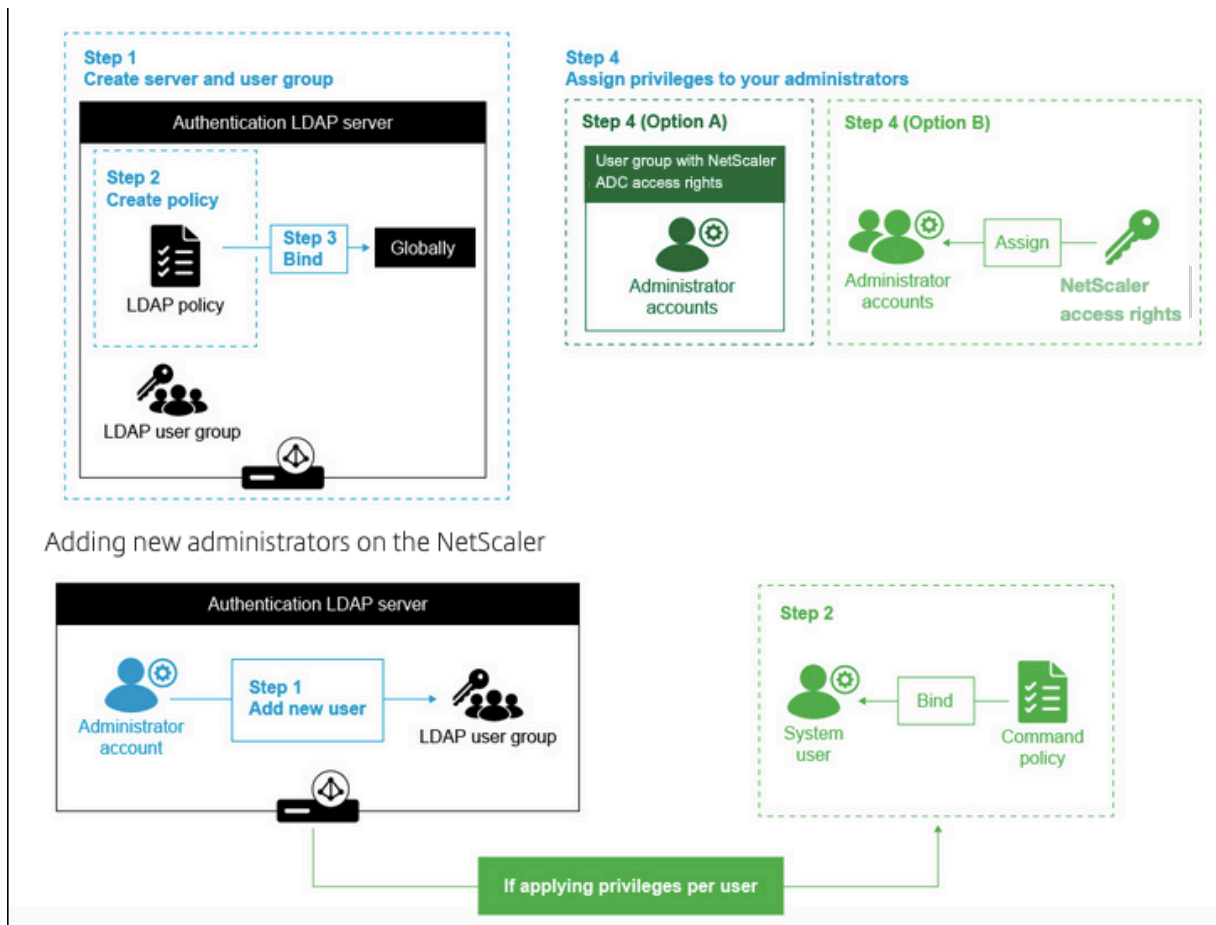 Step 1
Create server and user group
Authentication LDAP server
Step 2
Create policy
LDAP policy
Step 3
Bind
Globally
LDAP user group
Step 4
Assign privileges to your administrators
Step 4 (Option A)
User group with NetScaler
ADC access rights
Administrator
accounts
Step 4 (Option B)
Administrator
accounts
Assign
NetScaler
access rights
Adding new administrators on the NetScaler
Authentication LDAP server
Administrator
account
Step 1
Add new user
LDAP user group
Step 2
System
user
Bind
Command
policy
If applying privileges per user